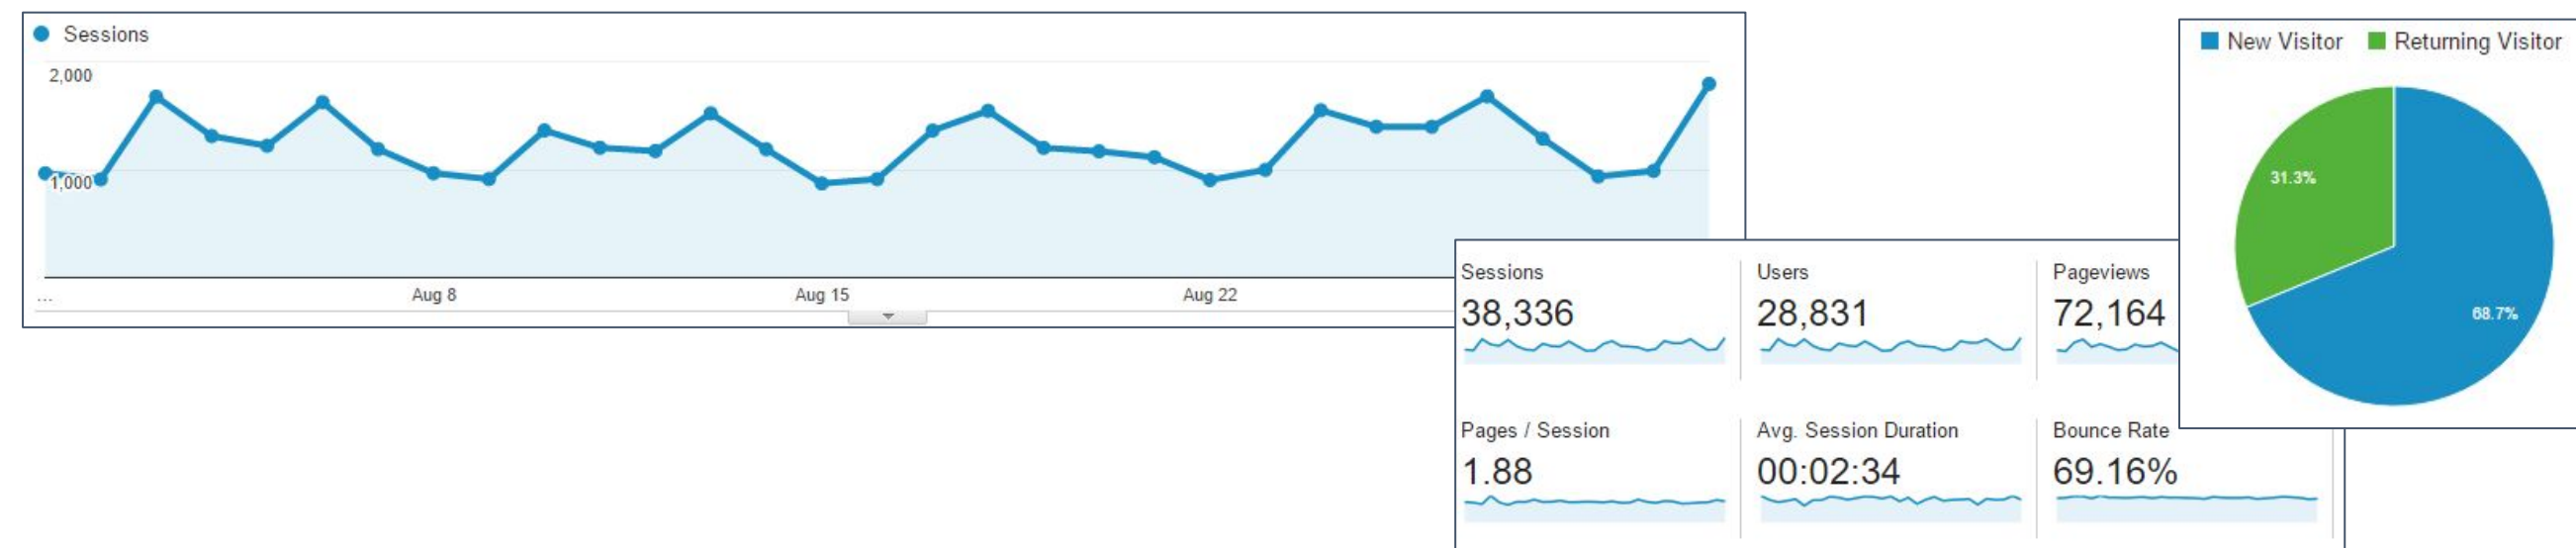 Sessions
2,000
1,000
...
Aug 8
Aug 15
Aug 22
Sessions
38,336
Users
28,831
Pageviews
72,164
Pages / Session
1.88
Avg. Session Duration
00:02:34
Bounce Rate
69.16%
New Visitor
Returning Visitor
31.3%
68.7%